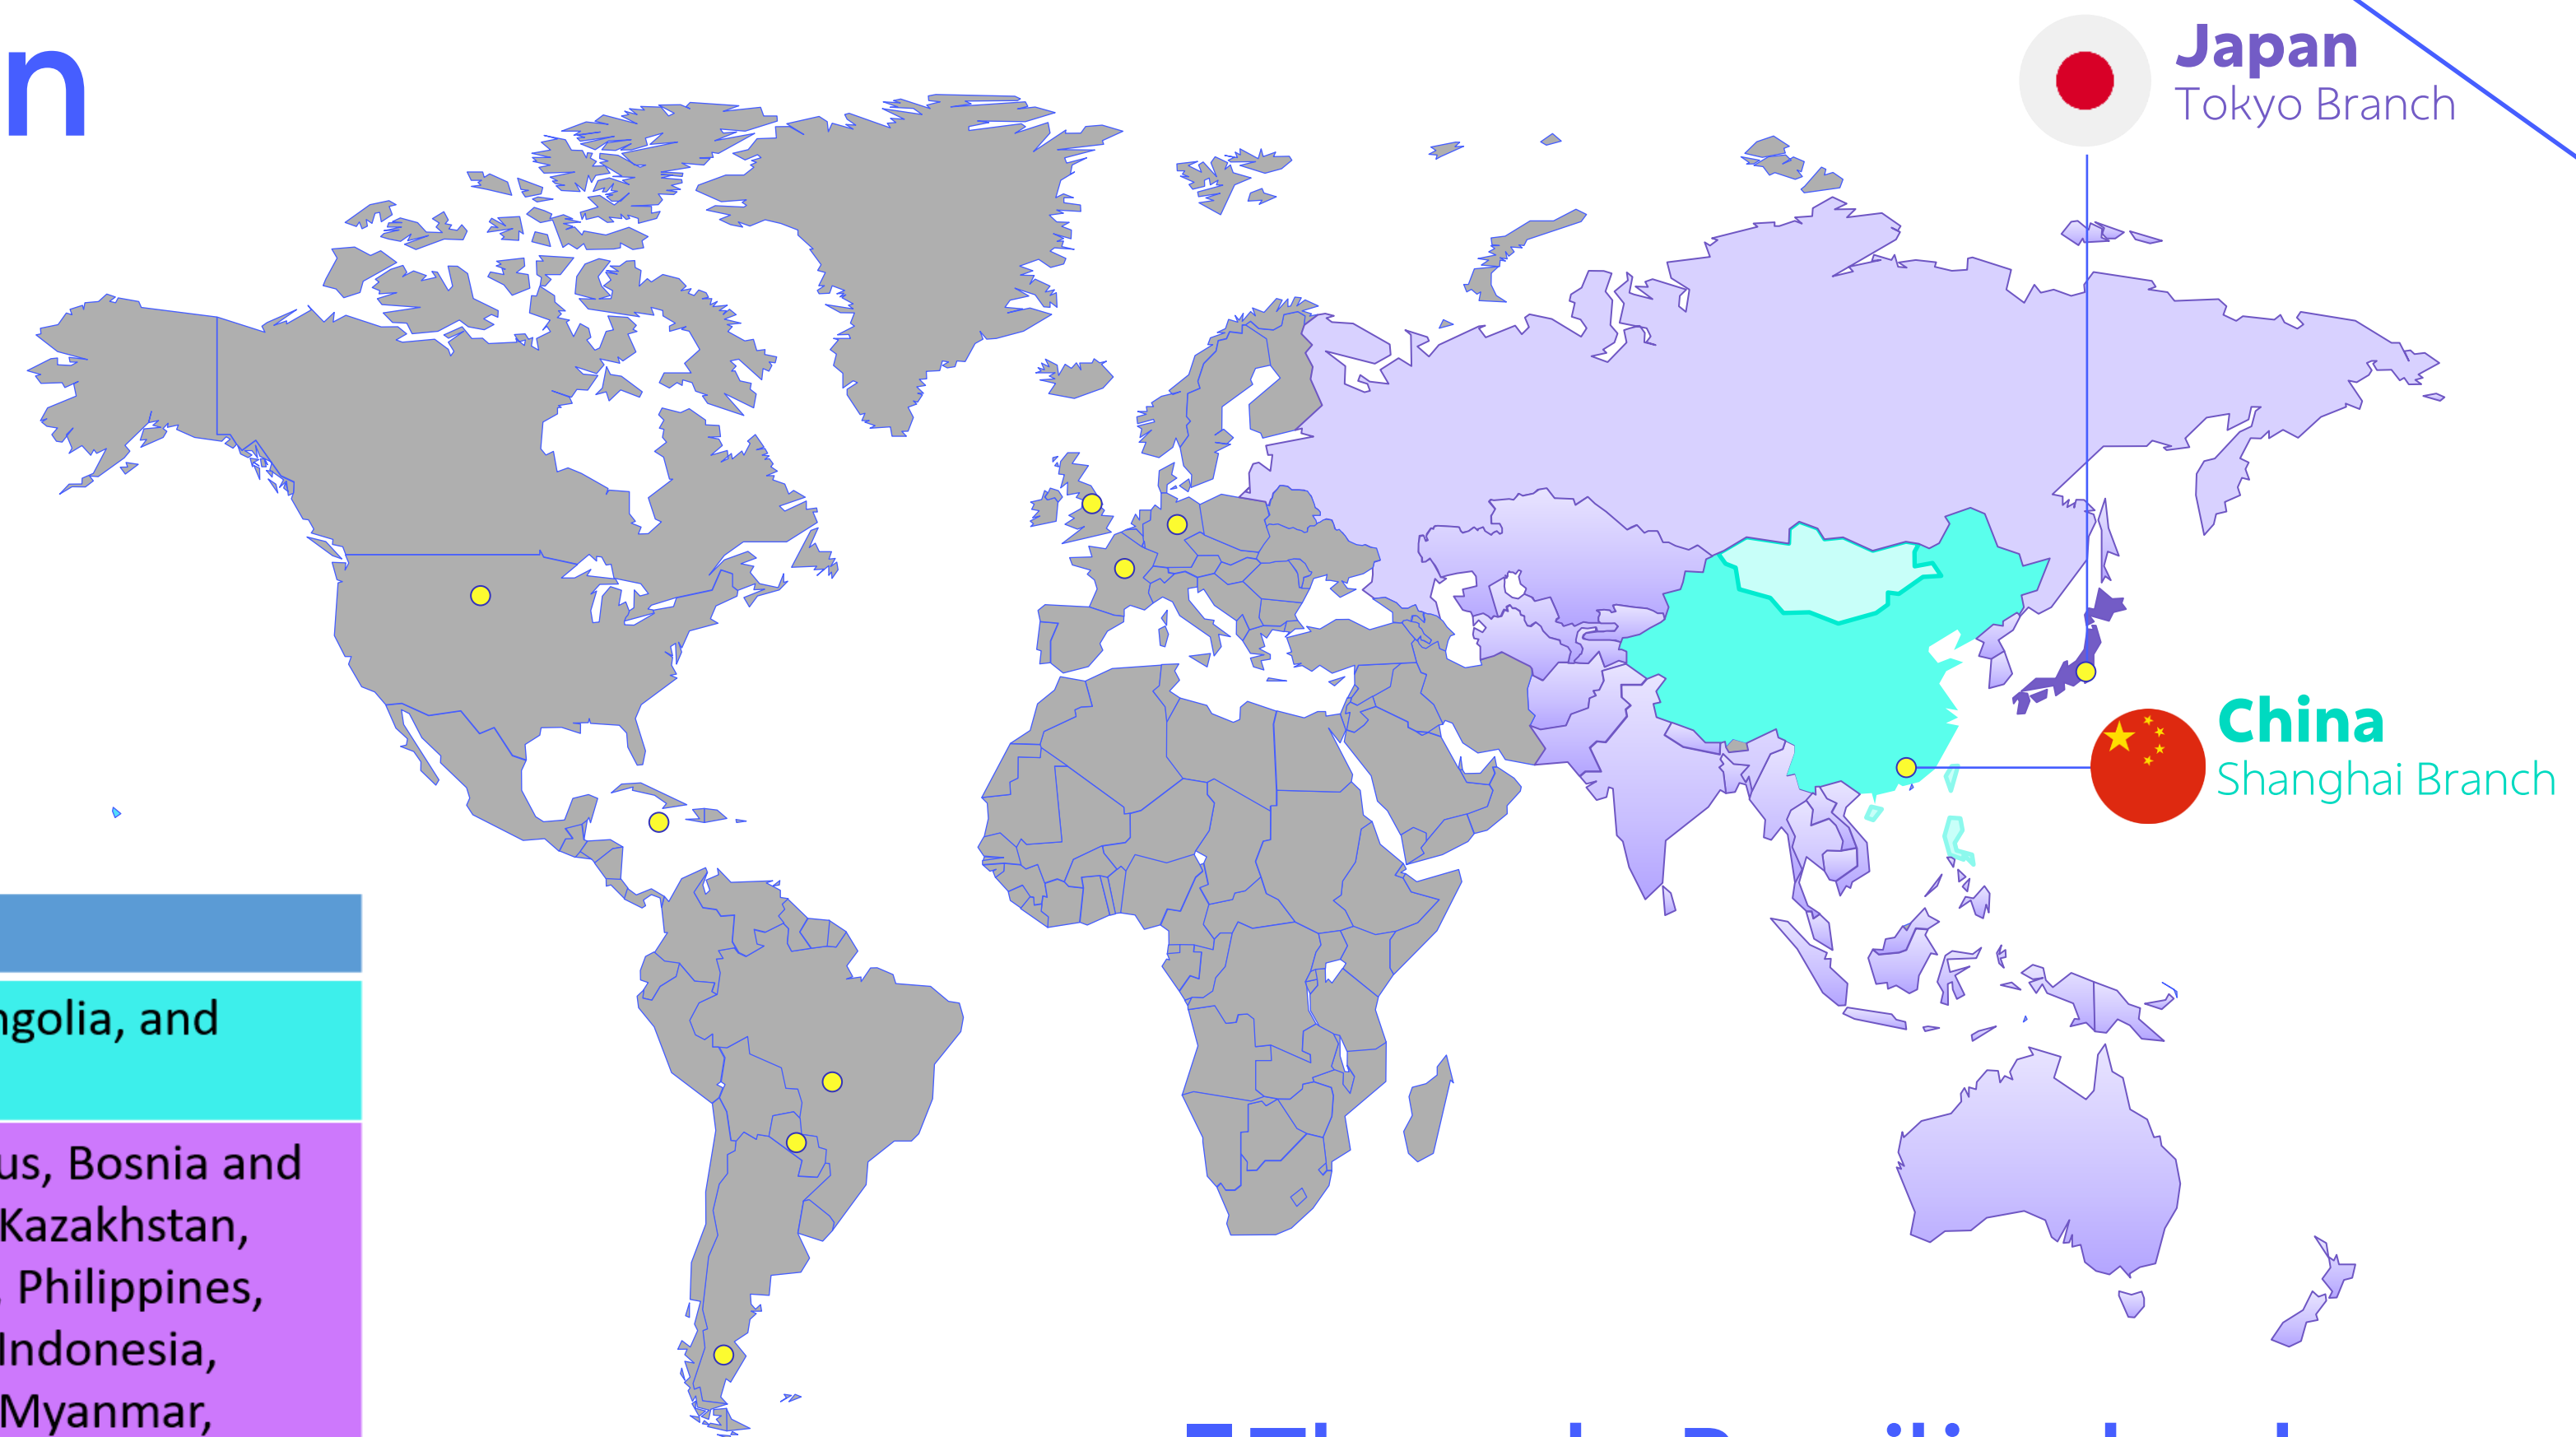 n
Japan
Tokyo Branch
China
Shanghai Branch
ngolia, and
us, Bosnia and
Kazakhstan,
, Philippines,
Indonesia,
Myanmar,